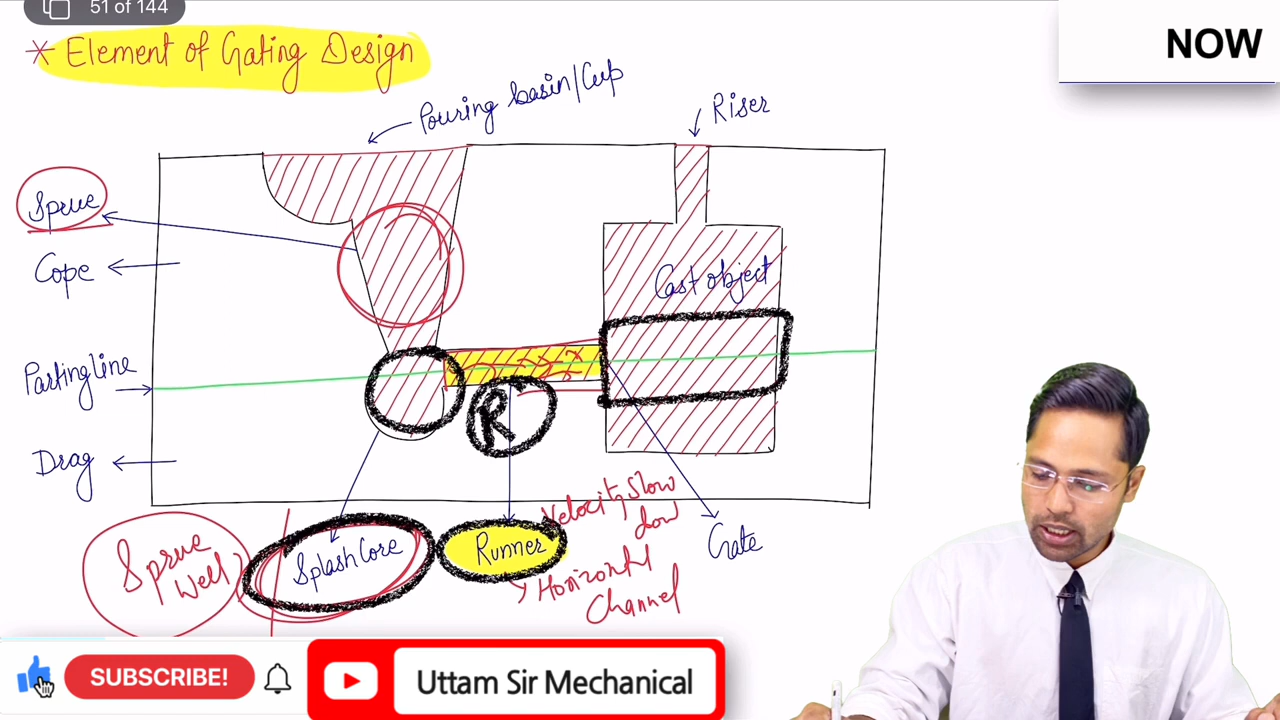 51 of 144
NOW
* Element of Gating Design
Pouring basin/Cup
Riser
Sprue
Cope
Cast object
Parting line
R
Drag
Velocity Slow
down
Sprue
Well
Splash Core
Runner
Gate
Horizontal
Channel
SUBSCRIBE!
Uttam Sir Mechanical